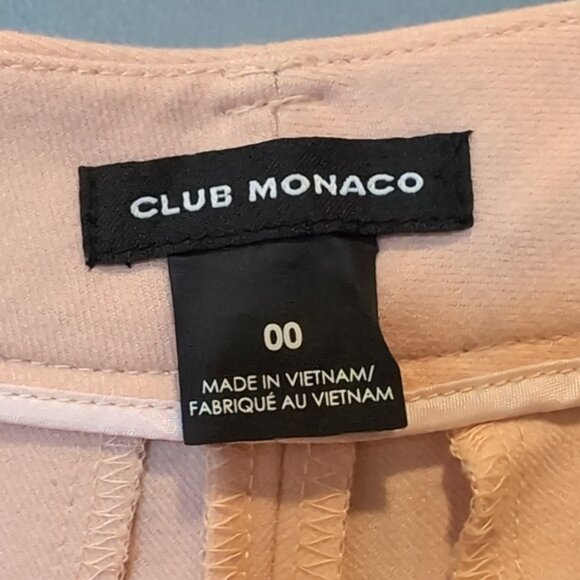 CLUB MONACO
00
MADE IN VIETNAM/
FABRIQUÉ AU VIETNAM